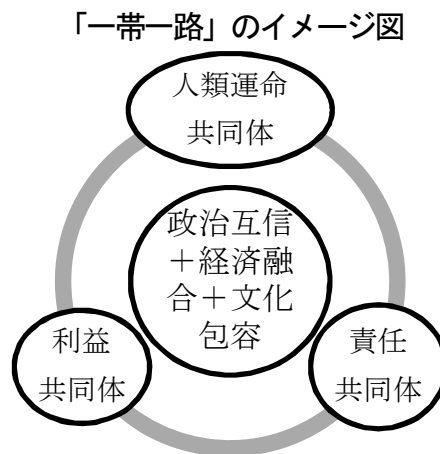 「一帯一路」のイメージ図
人類運命
共同体
政治互信
＋経済融
合＋文化
包容
利益
共同体
責任
共同体